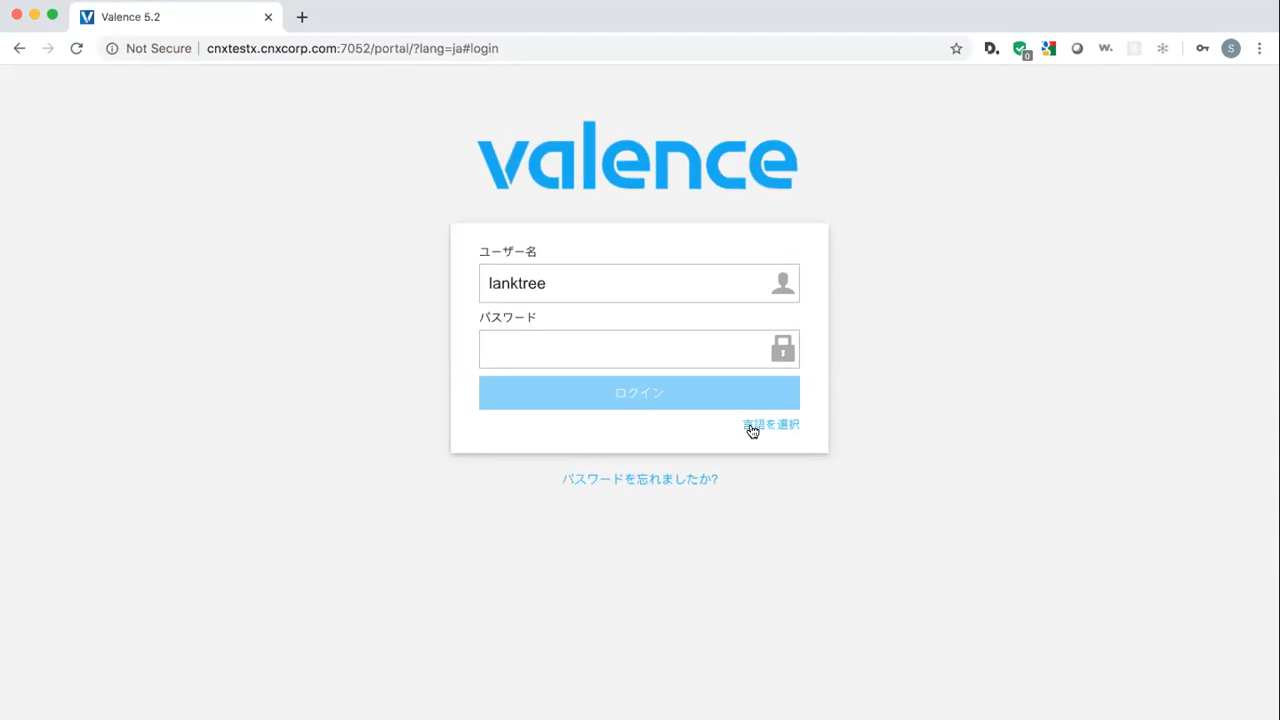 Valence 5.2
Not Secure
cnxtestx.cnxcorp.com:7052/portal/?lang=ja#login
D.
0
W.
S
valence
ユーザー名
lanktree
パスワード
ログイン
言語を選択
パスワードを忘れましたか?